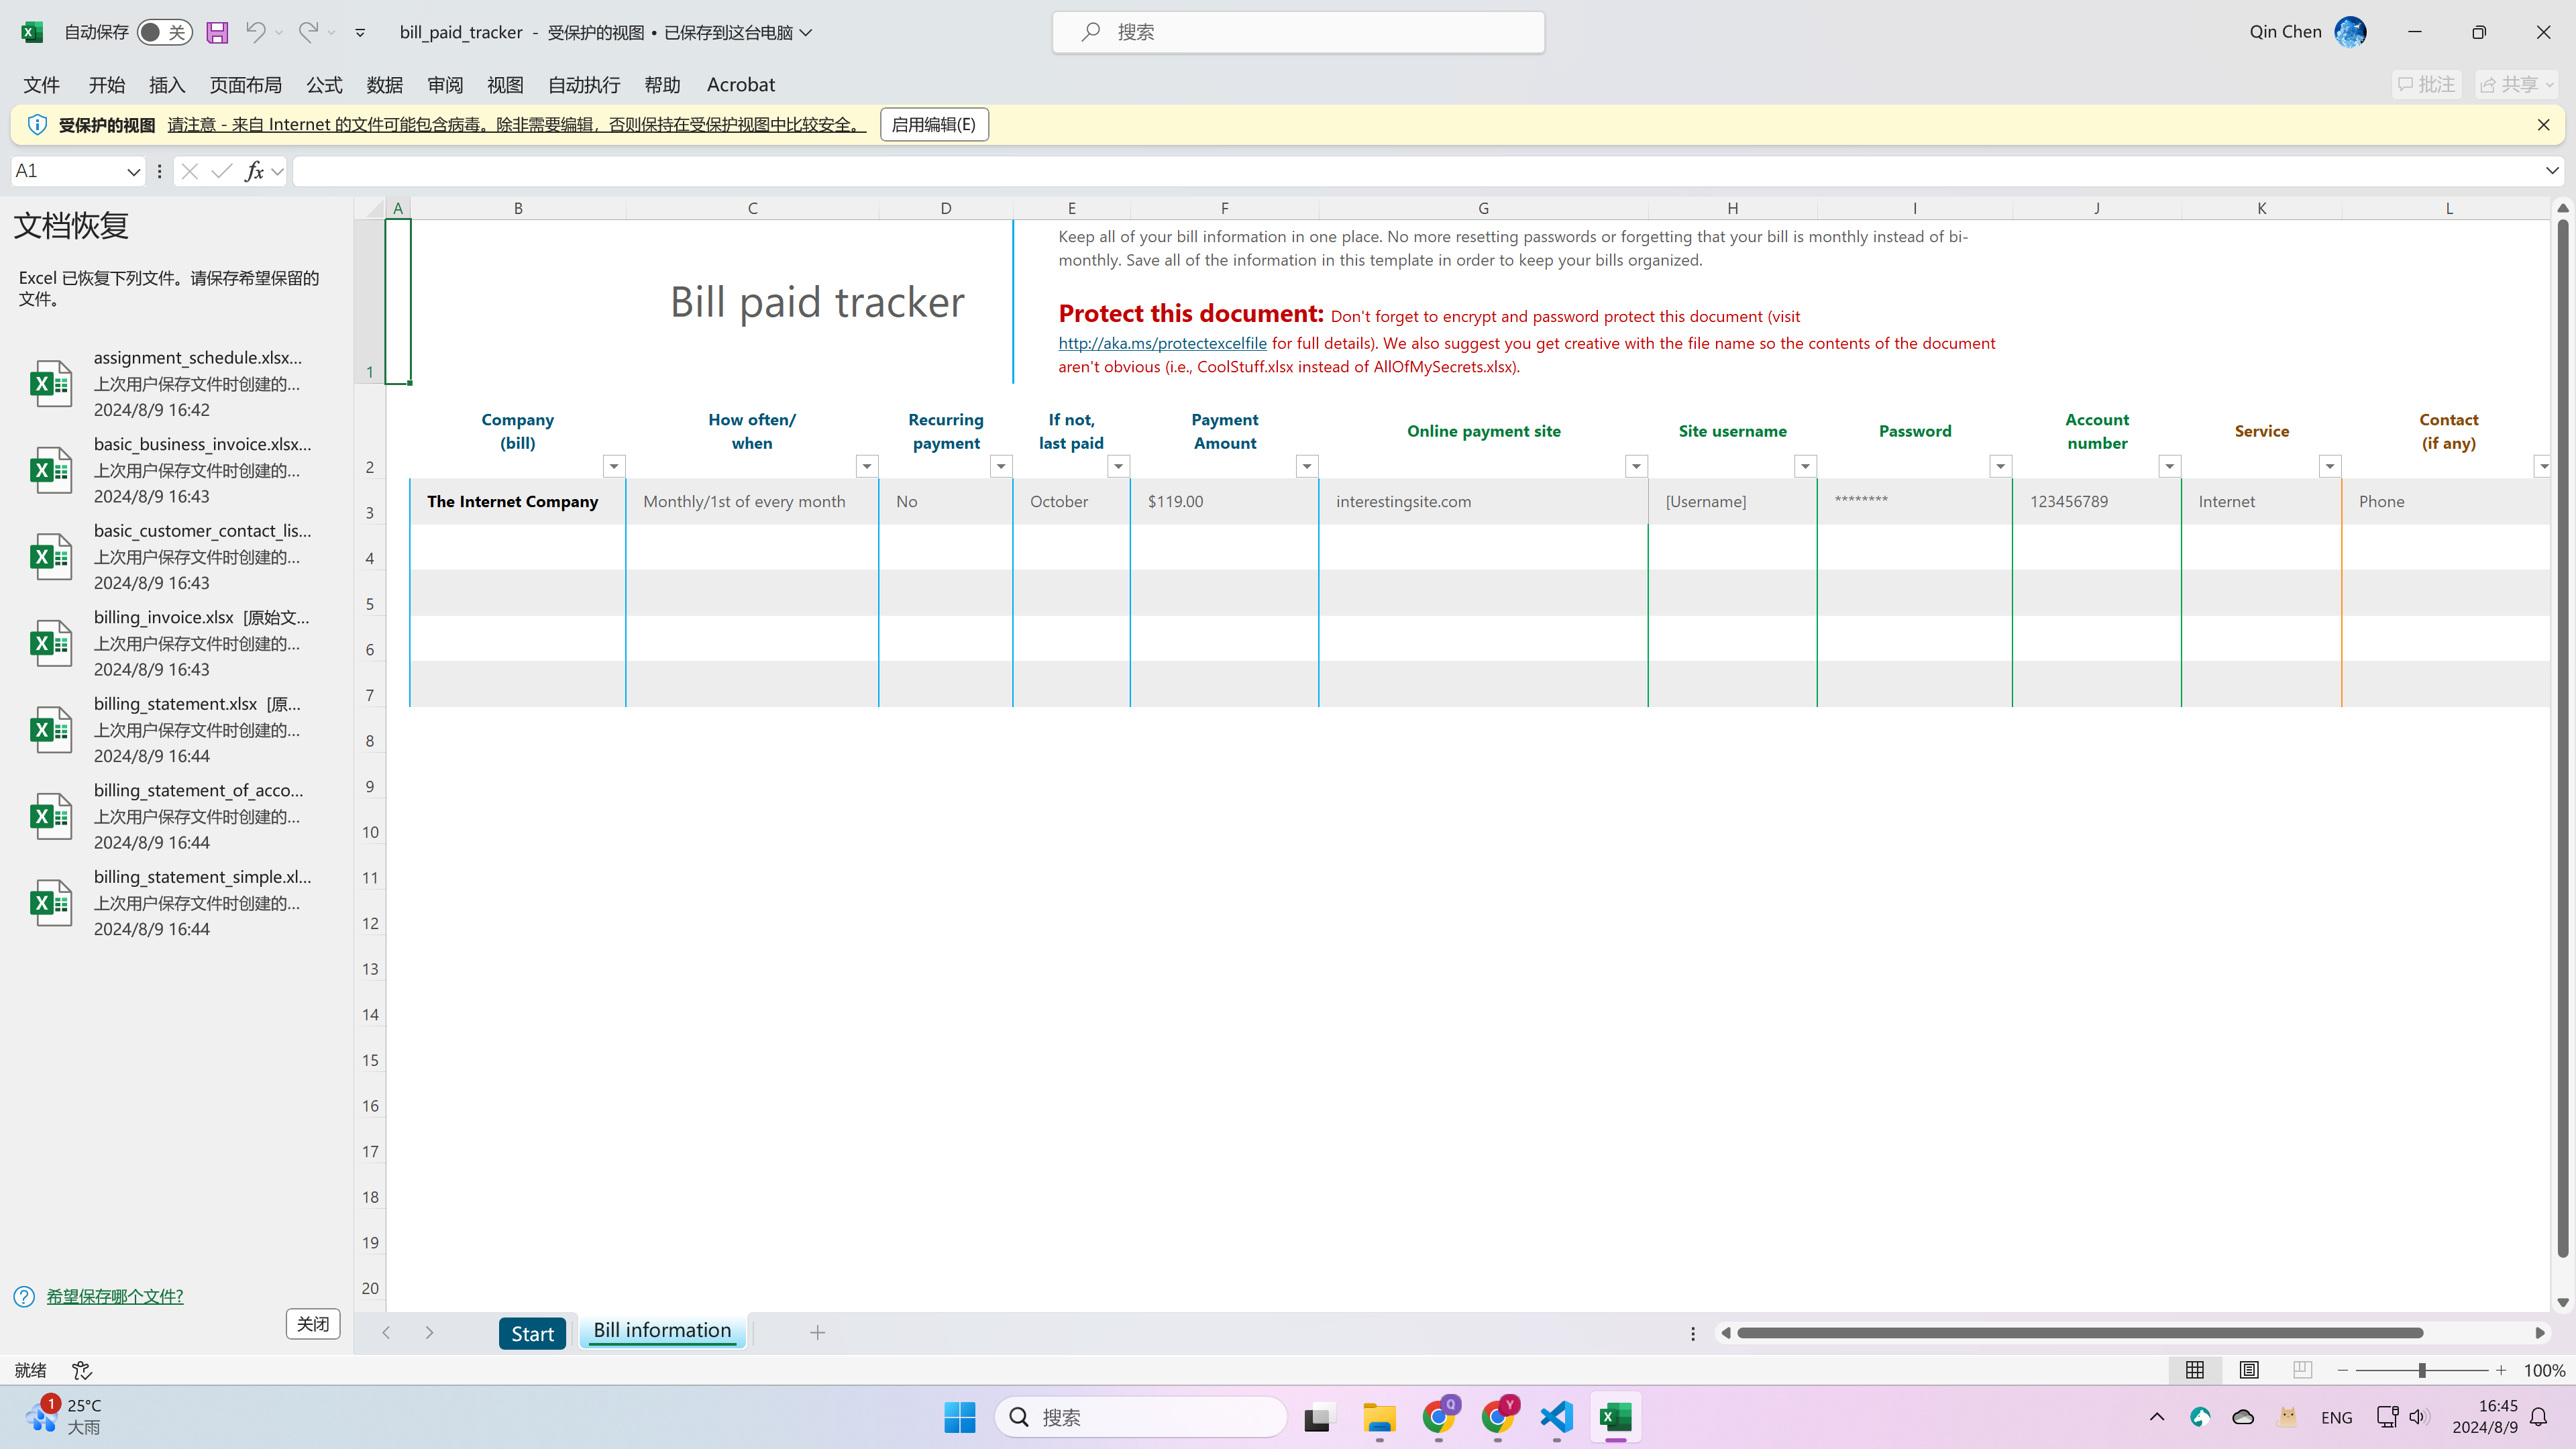 自动保存 关 bill_paid_tracker - 受保护的视图 • 已保存到这台电脑 搜索 Qin Chen
文件 开始 插入 页面布局 公式 数据 审阅 视图 自动执行 帮助 Acrobat 批注 共享
受保护的视图 请注意 - 来自 Internet 的文件可能包含病毒。除非需要编辑，否则保持在受保护视图中比较安全。 启用编辑(E)
A1 fx
文档恢复
Excel 已恢复下列文件。请保存希望保留的
文件。
assignment_schedule.xlsx...
上次用户保存文件时创建的...
2024/8/9 16:42
basic_business_invoice.xlsx...
上次用户保存文件时创建的...
2024/8/9 16:43
basic_customer_contact_lis...
上次用户保存文件时创建的...
2024/8/9 16:43
billing_invoice.xlsx [原始文...
上次用户保存文件时创建的...
2024/8/9 16:43
billing_statement.xlsx [原...
上次用户保存文件时创建的...
2024/8/9 16:44
billing_statement_of_acco...
上次用户保存文件时创建的...
2024/8/9 16:44
billing_statement_simple.xl...
上次用户保存文件时创建的...
2024/8/9 16:44
希望保存哪个文件?
关闭
A B C D E F G H I J K L
Bill paid tracker
Keep all of your bill information in one place. No more resetting passwords or forgetting that your bill is monthly instead of bi-
monthly. Save all of the information in this template in order to keep your bills organized.
Protect this document: Don't forget to encrypt and password protect this document (visit
http://aka.ms/protectexcelfile for full details). We also suggest you get creative with the file name so the contents of the document
aren't obvious (i.e., CoolStuff.xlsx instead of AllOfMySecrets.xlsx).
1
Company How often/ Recurring If not, Payment Online payment site Site username Password Account Service Contact
(bill) when payment last paid Amount number (if any)
2
3 The Internet Company Monthly/1st of every month No October $119.00 interestingsite.com [Username] ******** 123456789 Internet Phone
4
5
6
7
8
9
10
11
12
13
14
15
16
17
18
19
20
Start Bill information
就绪 100%
1 25°C
大雨
搜索 Q Y ENG 16:45
2024/8/9